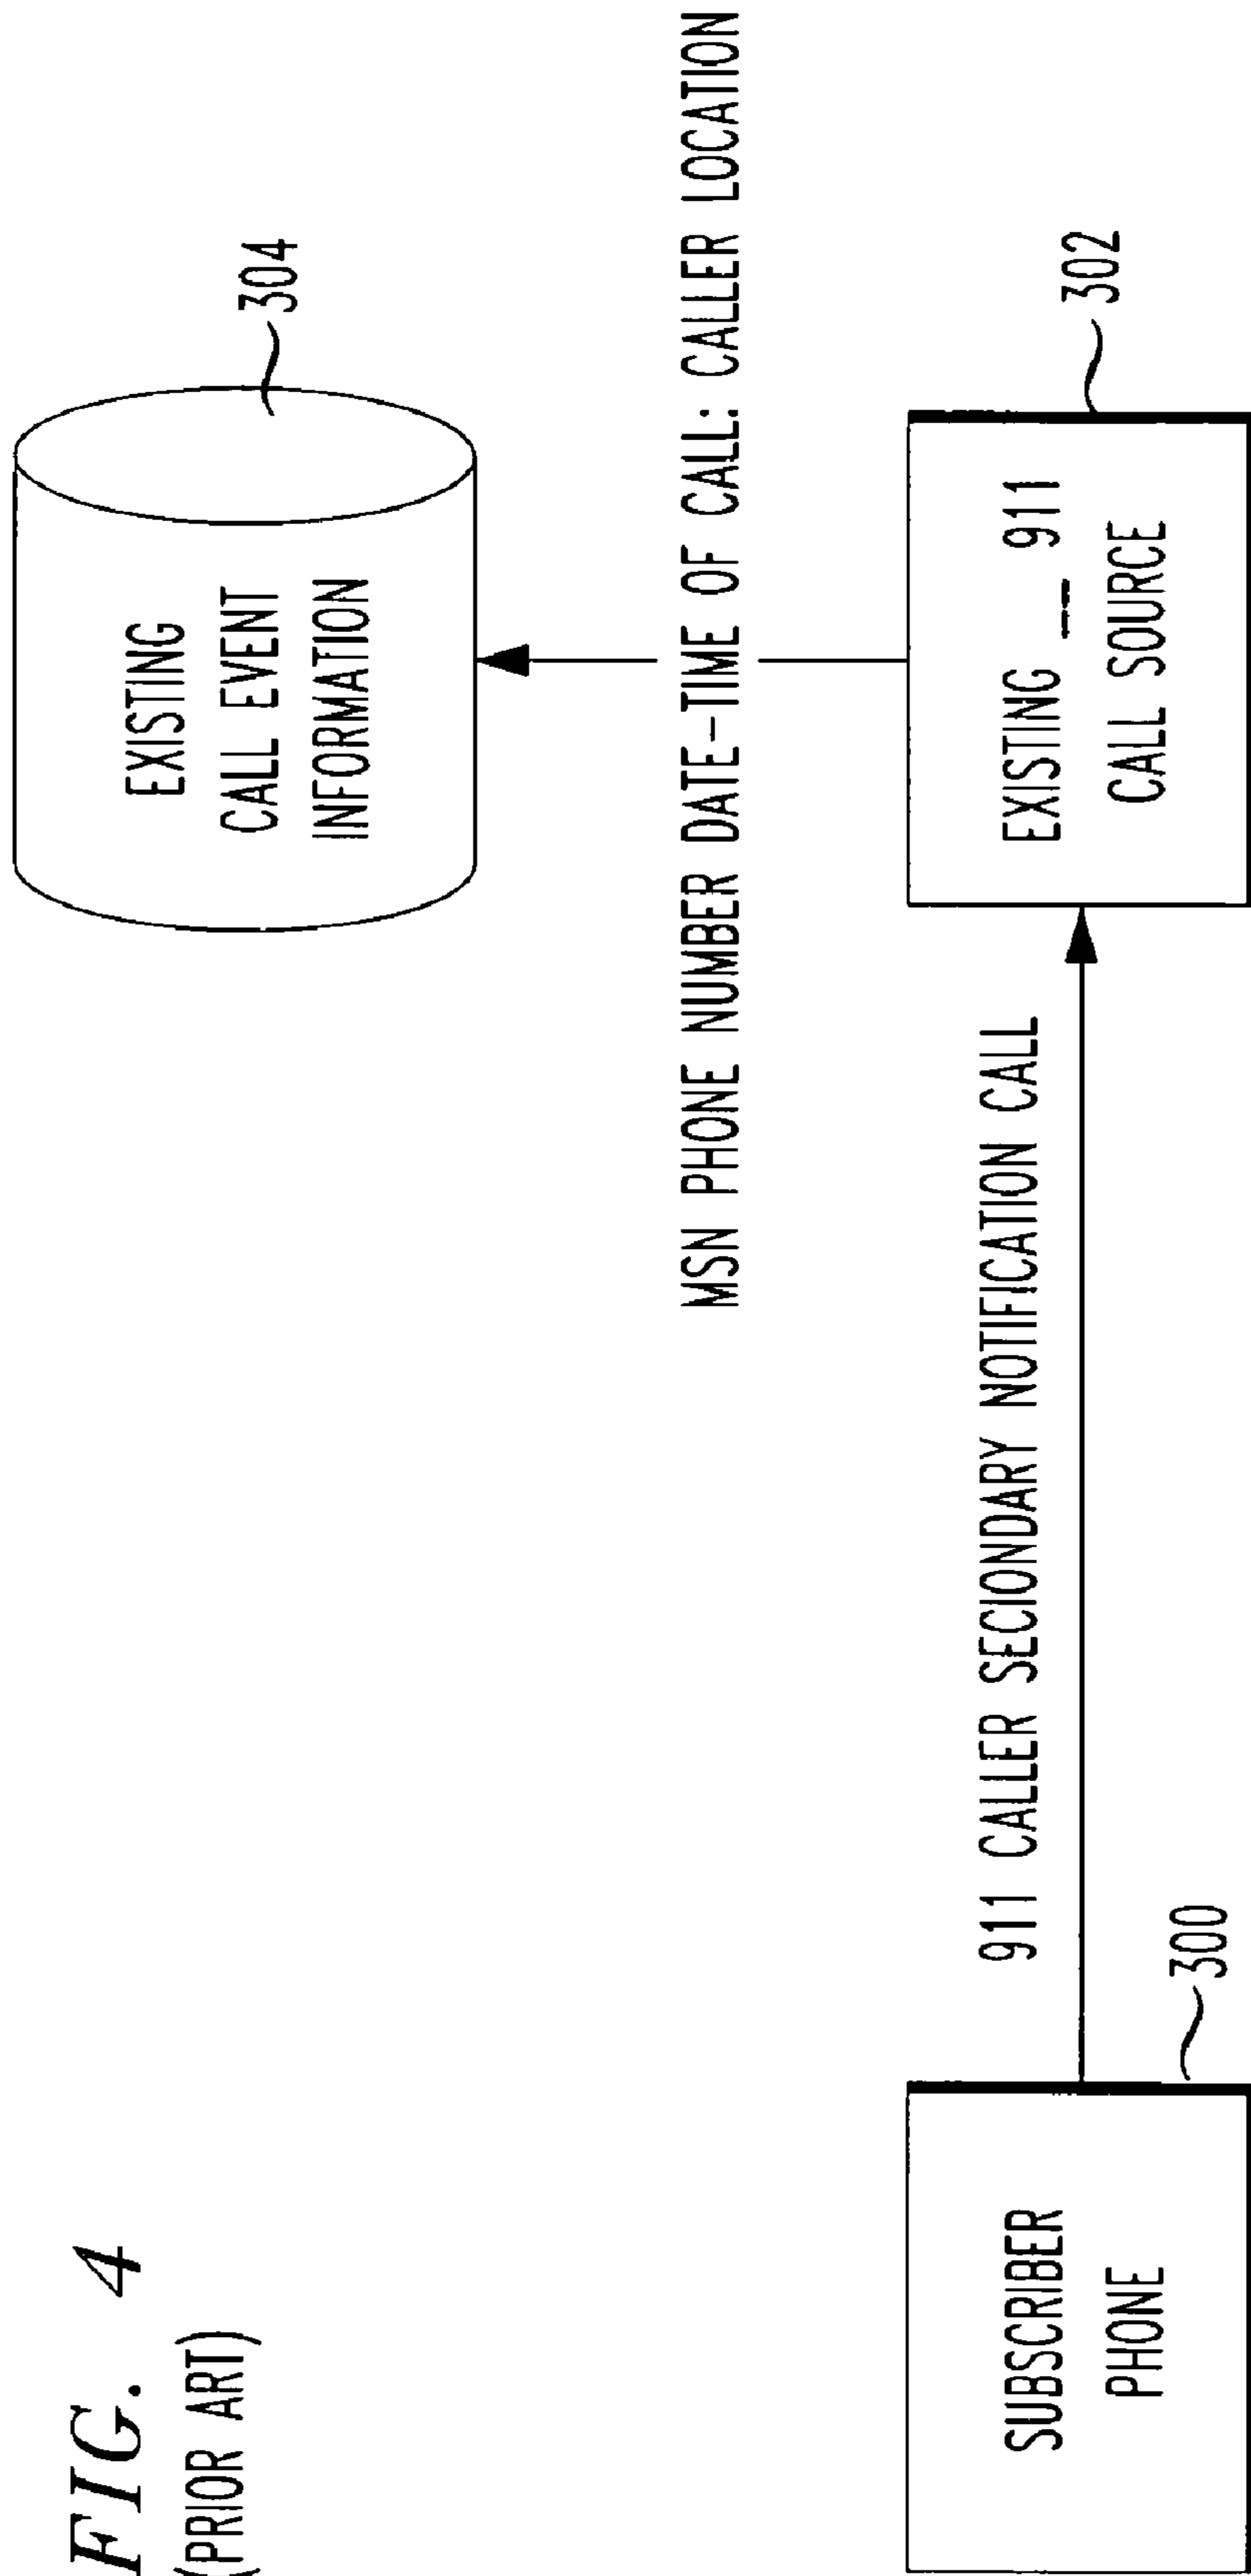 FIG. 4
(PRIOR ART)
EXISTING
CALL EVENT
INFORMATION
304
MSN PHONE NUMBER DATE-TIME OF CALL: CALLER LOCATION
911 CALLER SECIONDARY NOTIFICATION CALL
SUBSCRIBER
PHONE
300
EXISTING -- 911
CALL SOURCE
302